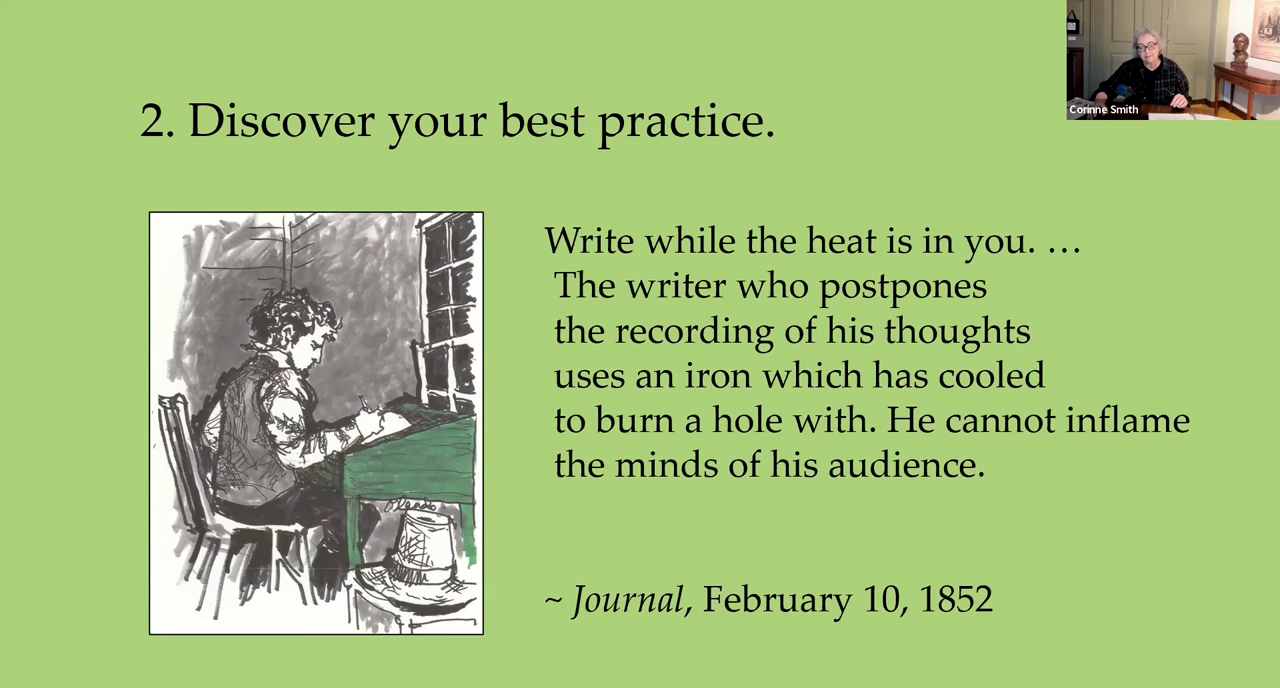 2. Discover your best practice.
Corinne Smith
Write while the heat is in you. …
The writer who postpones
the recording of his thoughts
uses an iron which has cooled
to burn a hole with. He cannot inflame
the minds of his audience.
~ Journal, February 10, 1852